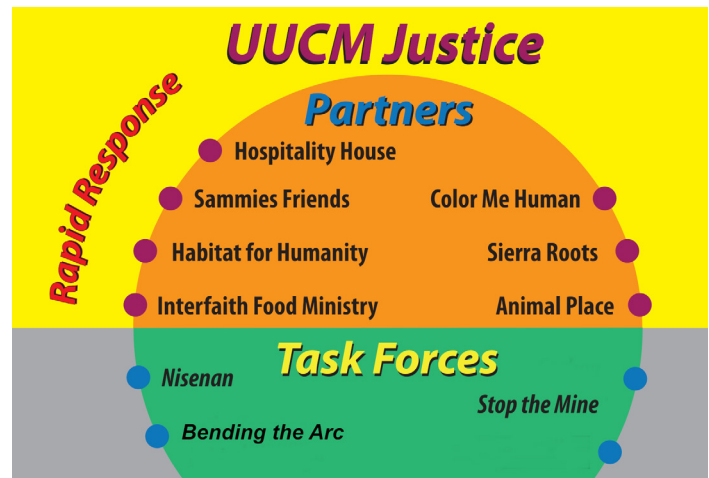 UUCM Justice
Rapid Response
Partners
Hospitality House
Sammies Friends
Color Me Human
Habitat for Humanity
Sierra Roots
Interfaith Food Ministry
Animal Place
Task Forces
Nisenan
Stop the Mine
Bending the Arc